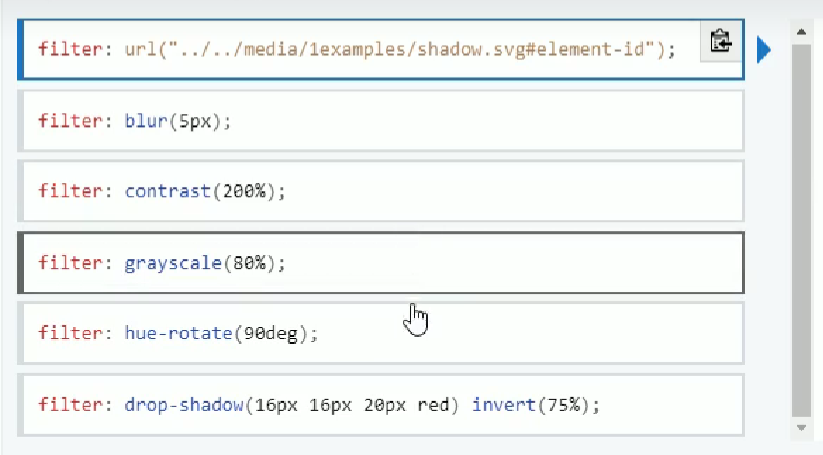 filter: url("../../media/1examples/shadow.svg#element-id");
filter: blur(5px);
filter: contrast(200%);
filter: grayscale(80%);
filter: hue-rotate(90deg);
filter: drop-shadow(16px 16px 20px red) invert(75%);